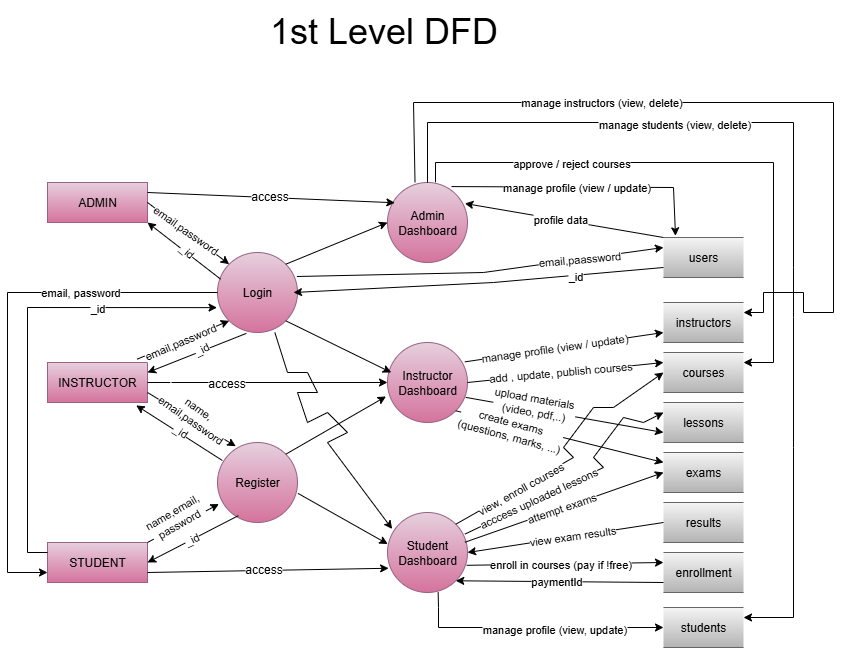 1st Level DFD
manage instructors (view, delete)
manage students (view, delete)
approve / reject courses
manage profile (view / update)
ADMIN
access
Admin
Dashboard
profile data
email,password
_id
users
email,paassword
_id
Login
email, password
_id
instructors
email,password
_id
manage profile (view / update)
INSTRUCTOR
access
Instructor
Dashboard
add , update, publish courses
courses
name,
email,password
_id
upload materials
(video, pdf,..)
create exams
(questions, marks, ...)
lessons
Register
view, enroll courses
acccess uploaded lessons
attempt exams
exams
name,email,
password
_id
results
view exam results
STUDENT
access
Student
Dashboard
enroll in courses (pay if !free)
paymentId
enrollment
manage profile (view, update)
students